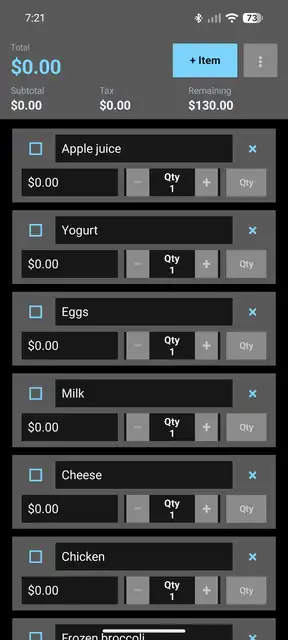 7:21
73
Total
$0.00
+ Item
Subtotal
Tax
Remaining
$0.00
$0.00
$130.00
Apple juice
$0.00
Qty
1
Qty
Yogurt
$0.00
Qty
1
Qty
Eggs
$0.00
Qty
1
Qty
Milk
$0.00
Qty
1
Qty
Cheese
$0.00
Qty
1
Qty
Chicken
$0.00
Qty
1
Qty
Frozen broccoli